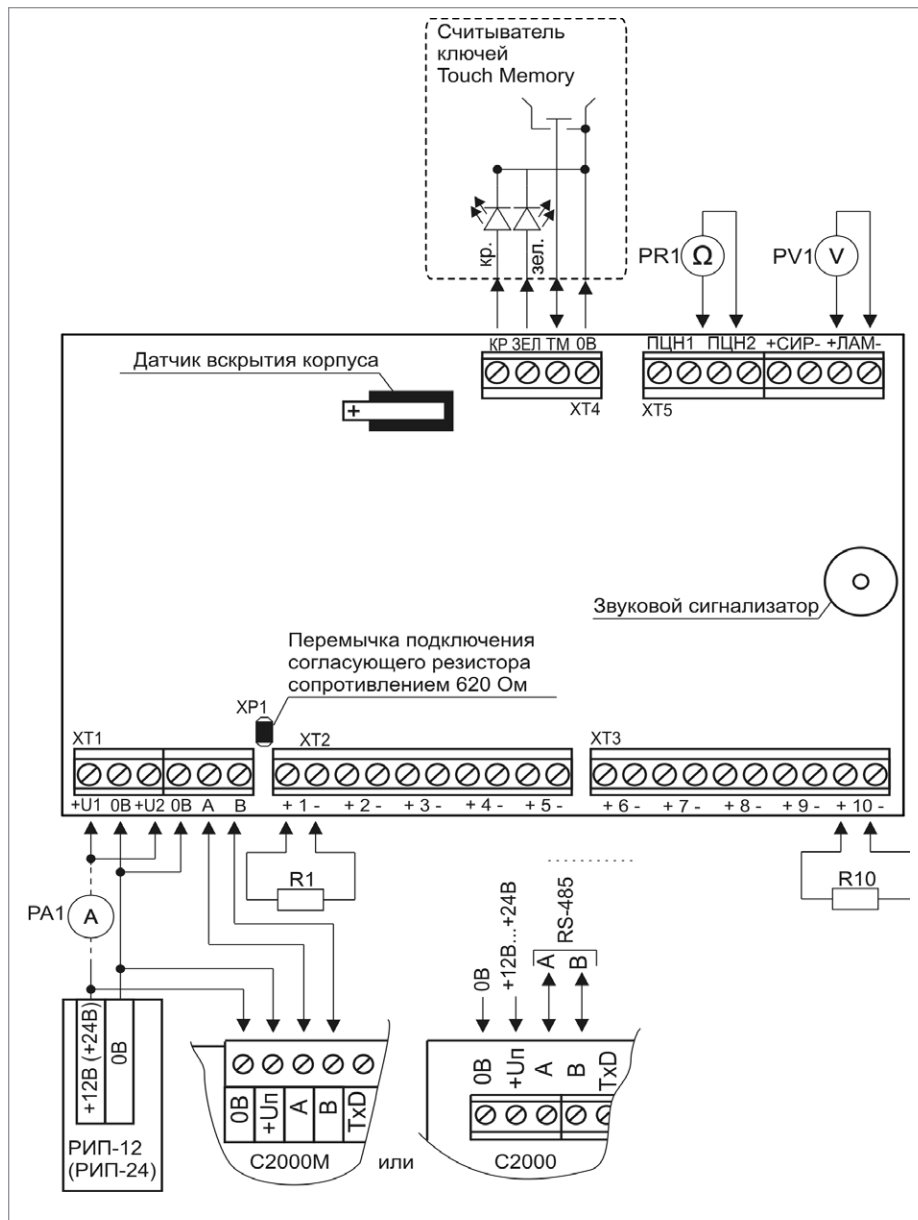 Считыватель
ключей
Touch Memory
кр.
зел.
PR1
Ω
PV1
V
КР ЗЕЛ ТМ 0В
ПЦН1 ПЦН2 +СИР- +ЛАМ-
XT4
XT5
Датчик вскрытия корпуса
+
Звуковой сигнализатор
Перемычка подключения
согласующего резистора
сопротивлением 620 Ом
XP1
XT1
XT2
XT3
+U1 0В +U2 0В А В
+ 1 - + 2 - + 3 - + 4 - + 5 -
+ 6 - + 7 - + 8 - + 9 - + 10 -
R1
R10
PA1
A
0В
+12В...+24В
А
В
RS-485
+12В (+24В)
0В
РИП-12
(РИП-24)
0В
+Uп
А
В
TxD
С2000М
или
0В
+Uп
А
В
TxD
С2000